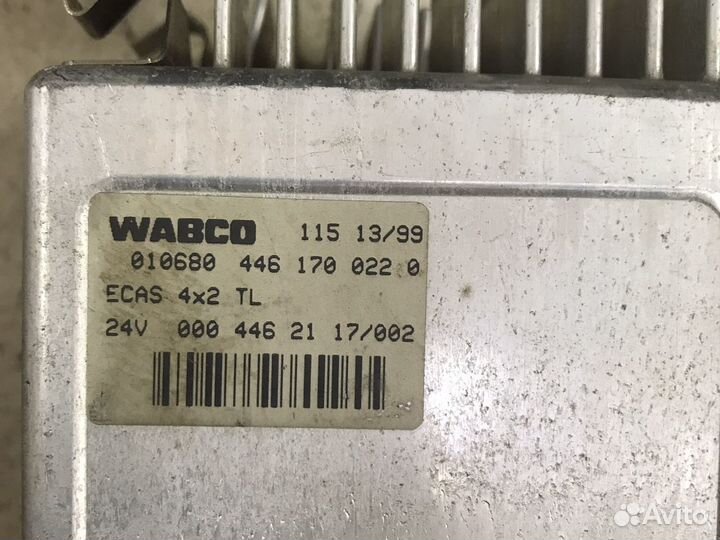 WABCO 115 13/99
010680 446 170 022 0
ECAS 4x2 TL
24V 000 446 21 17/002
Avito